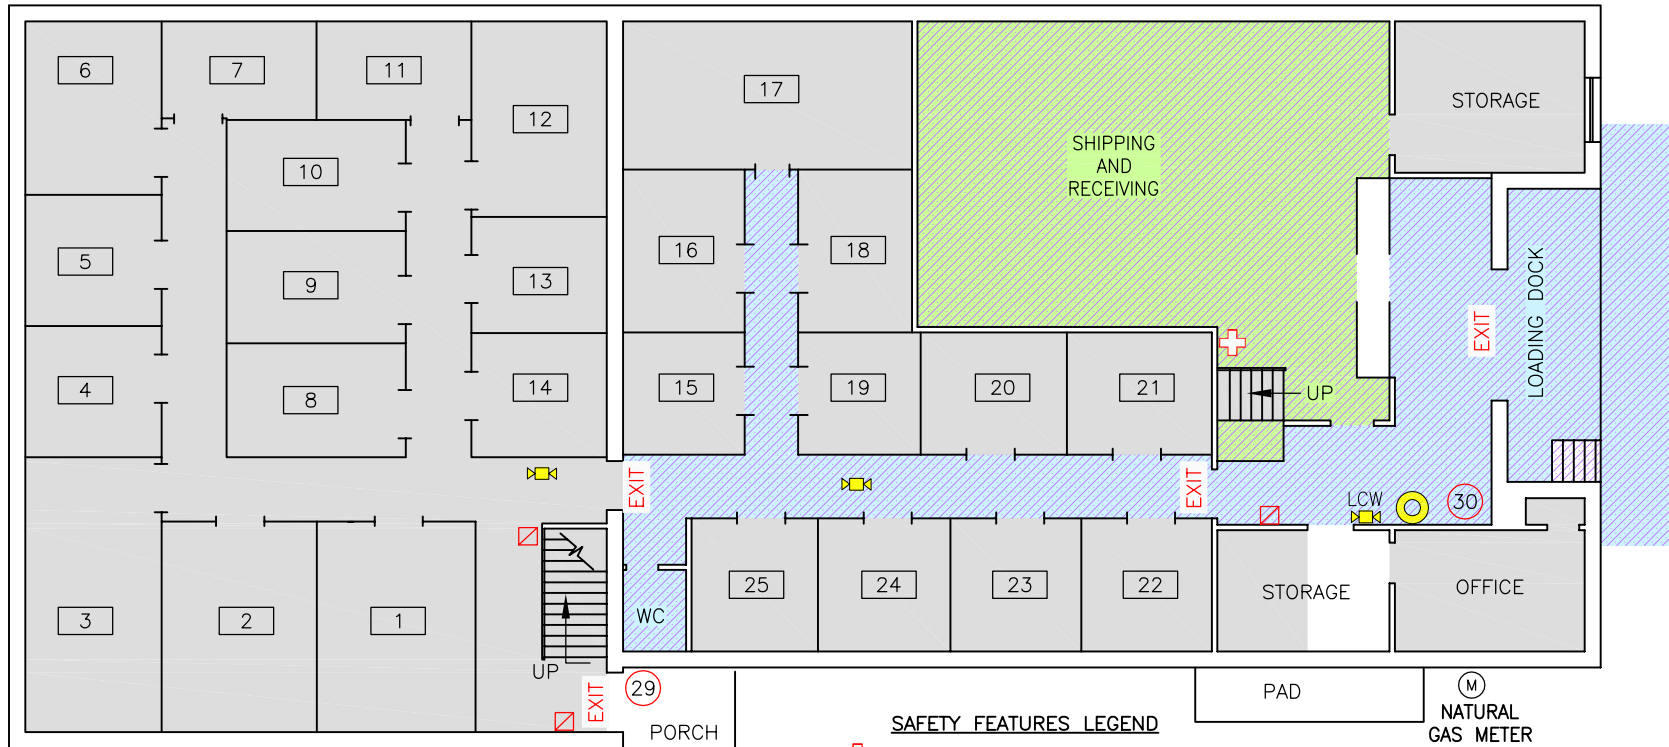 6
7
11
12
17
STORAGE
10
SHIPPING
AND
RECEIVING
5
9
13
16
18
LOADING DOCK
EXIT
4
8
14
15
19
20
21
UP
EXIT
EXIT
LCW
30
3
2
1
WC
25
24
23
22
STORAGE
OFFICE
UP
EXIT
29
PORCH
SAFETY FEATURES LEGEND
PAD
M
NATURAL
GAS METER